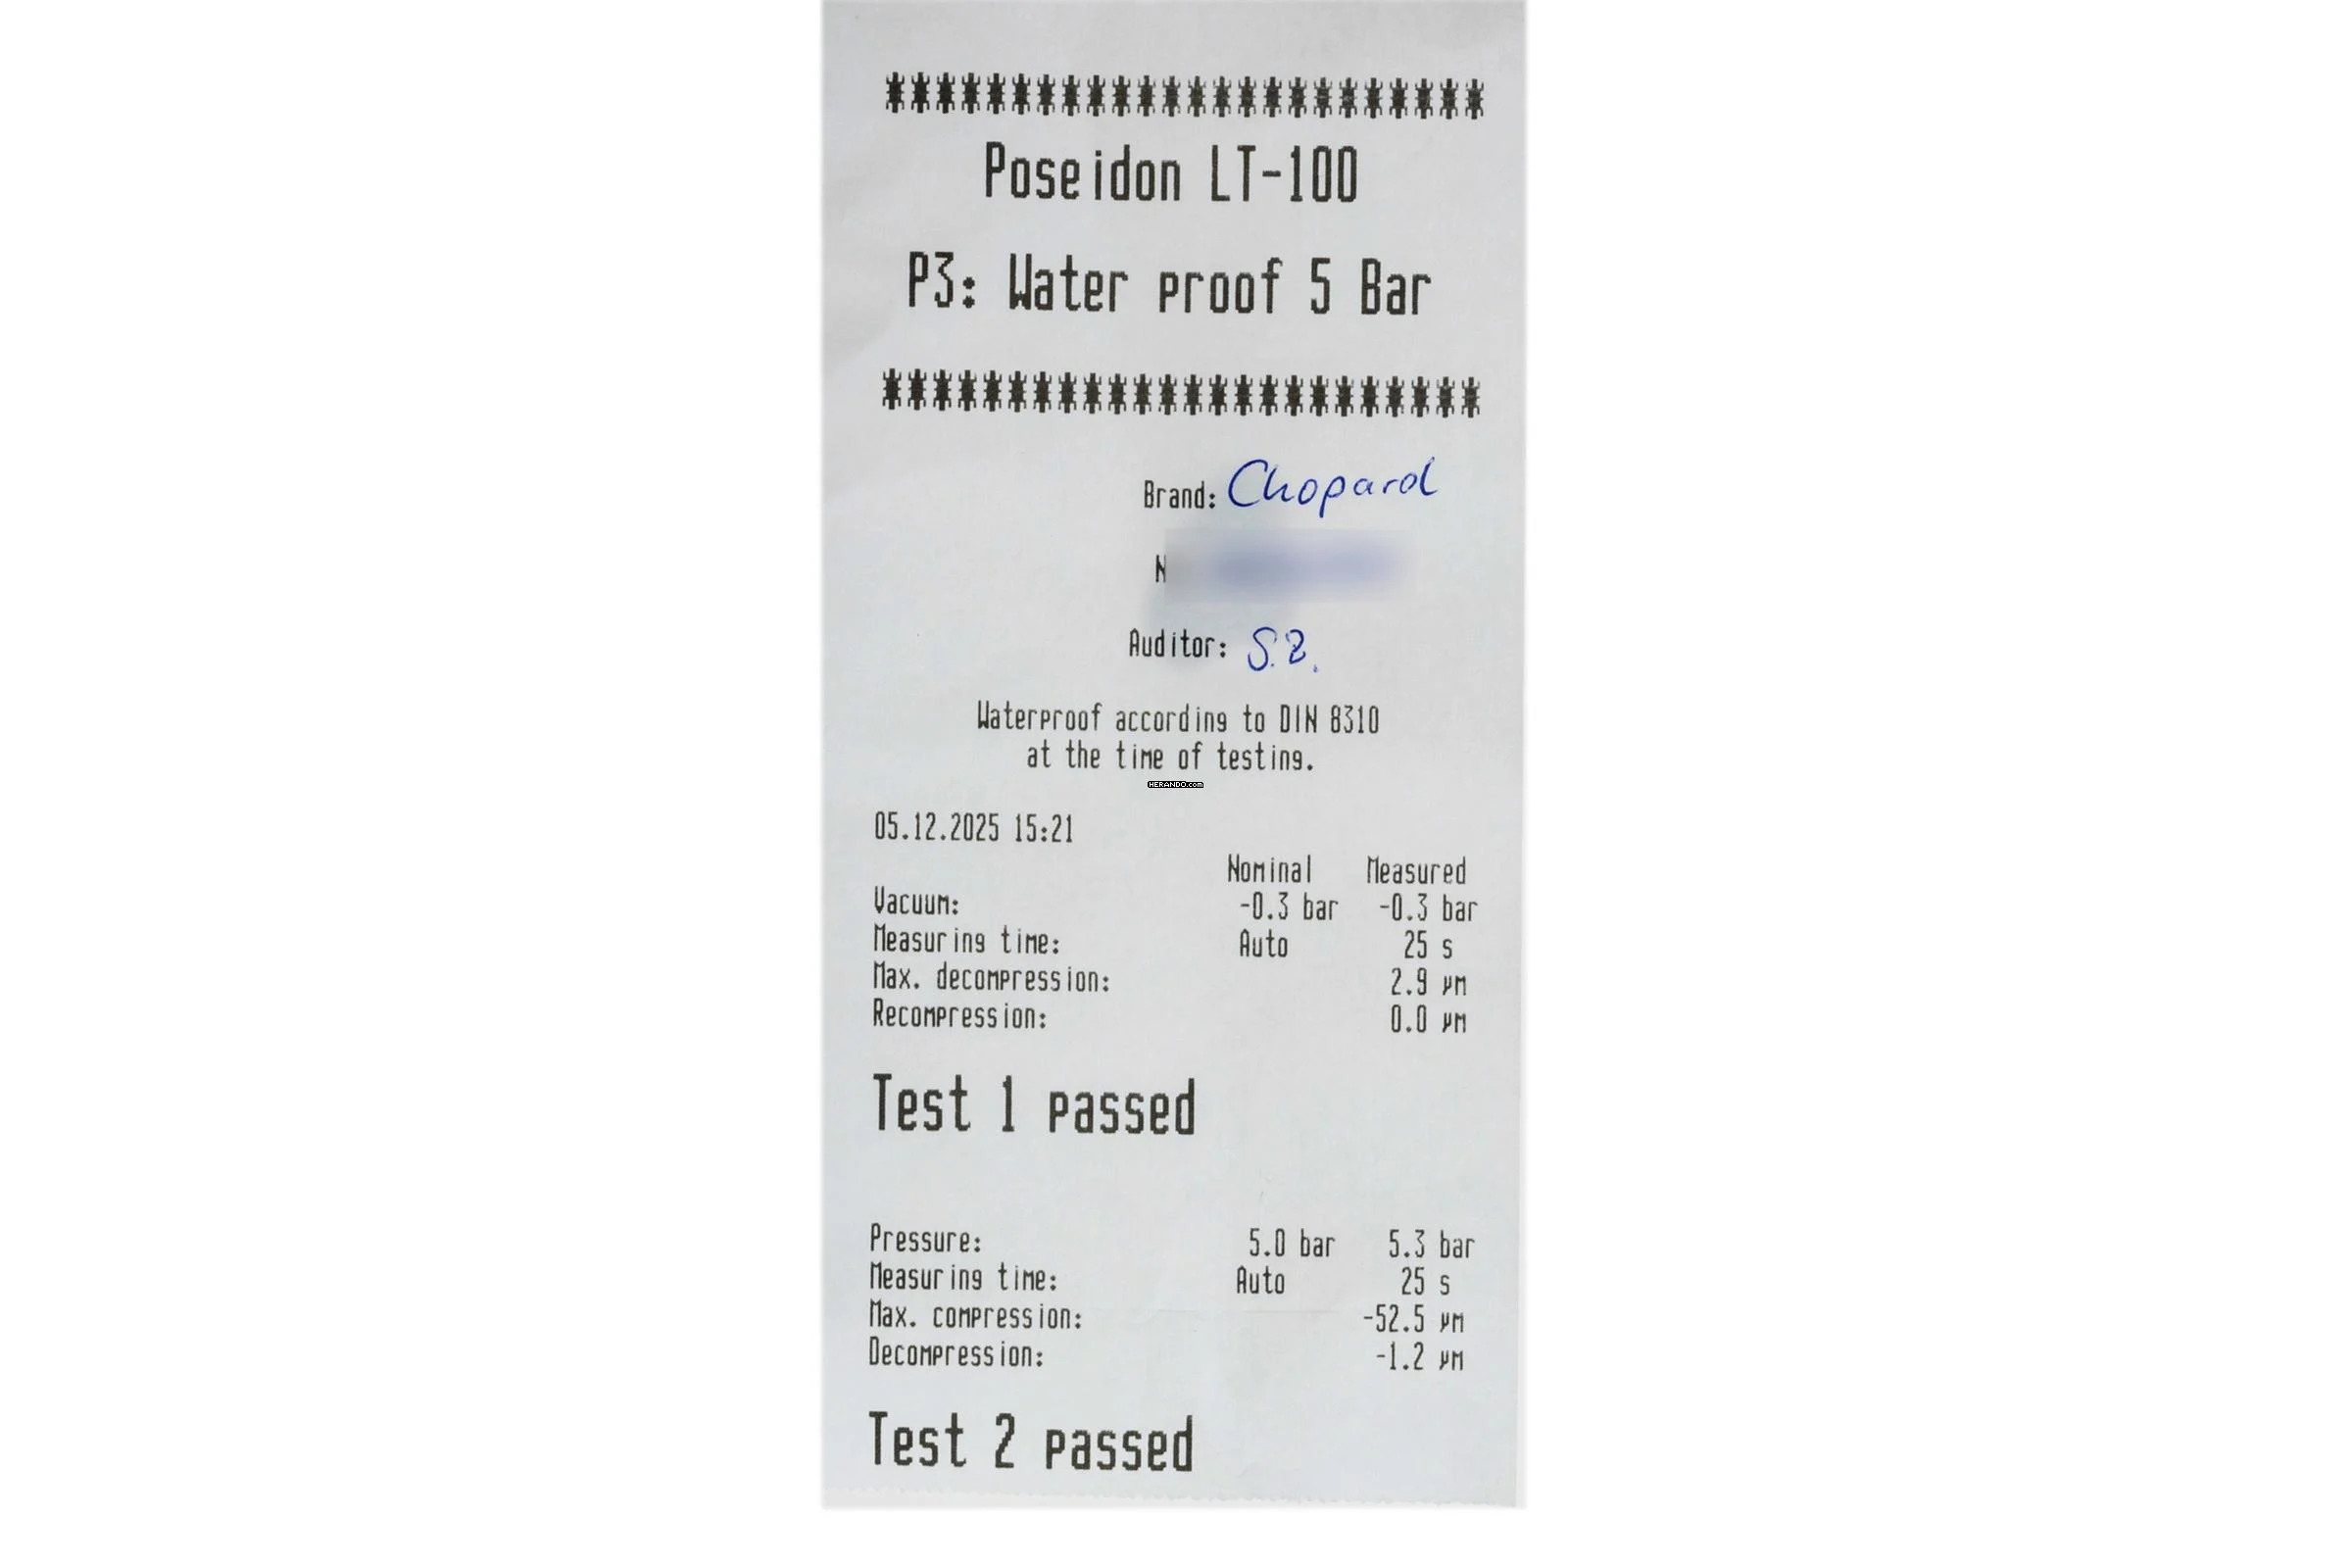 ************************
Poseidon LT-100
P3: Water proof 5 Bar
************************
Brand: Chopard
Auditor: S.Z.
Waterproof according to DIN 8310
at the time of testing.
HERANDO.com
05.12.2025 15:21
Nominal Measured
Vacuum: -0.3 bar -0.3 bar
Measuring time: Auto 25 s
Max. decompression: 2.9 µm
Recompression: 0.0 µm
Test 1 passed
Pressure: 5.0 bar 5.3 bar
Measuring time: Auto 25 s
Max. compression: -52.5 µm
Decompression: -1.2 µm
Test 2 passed